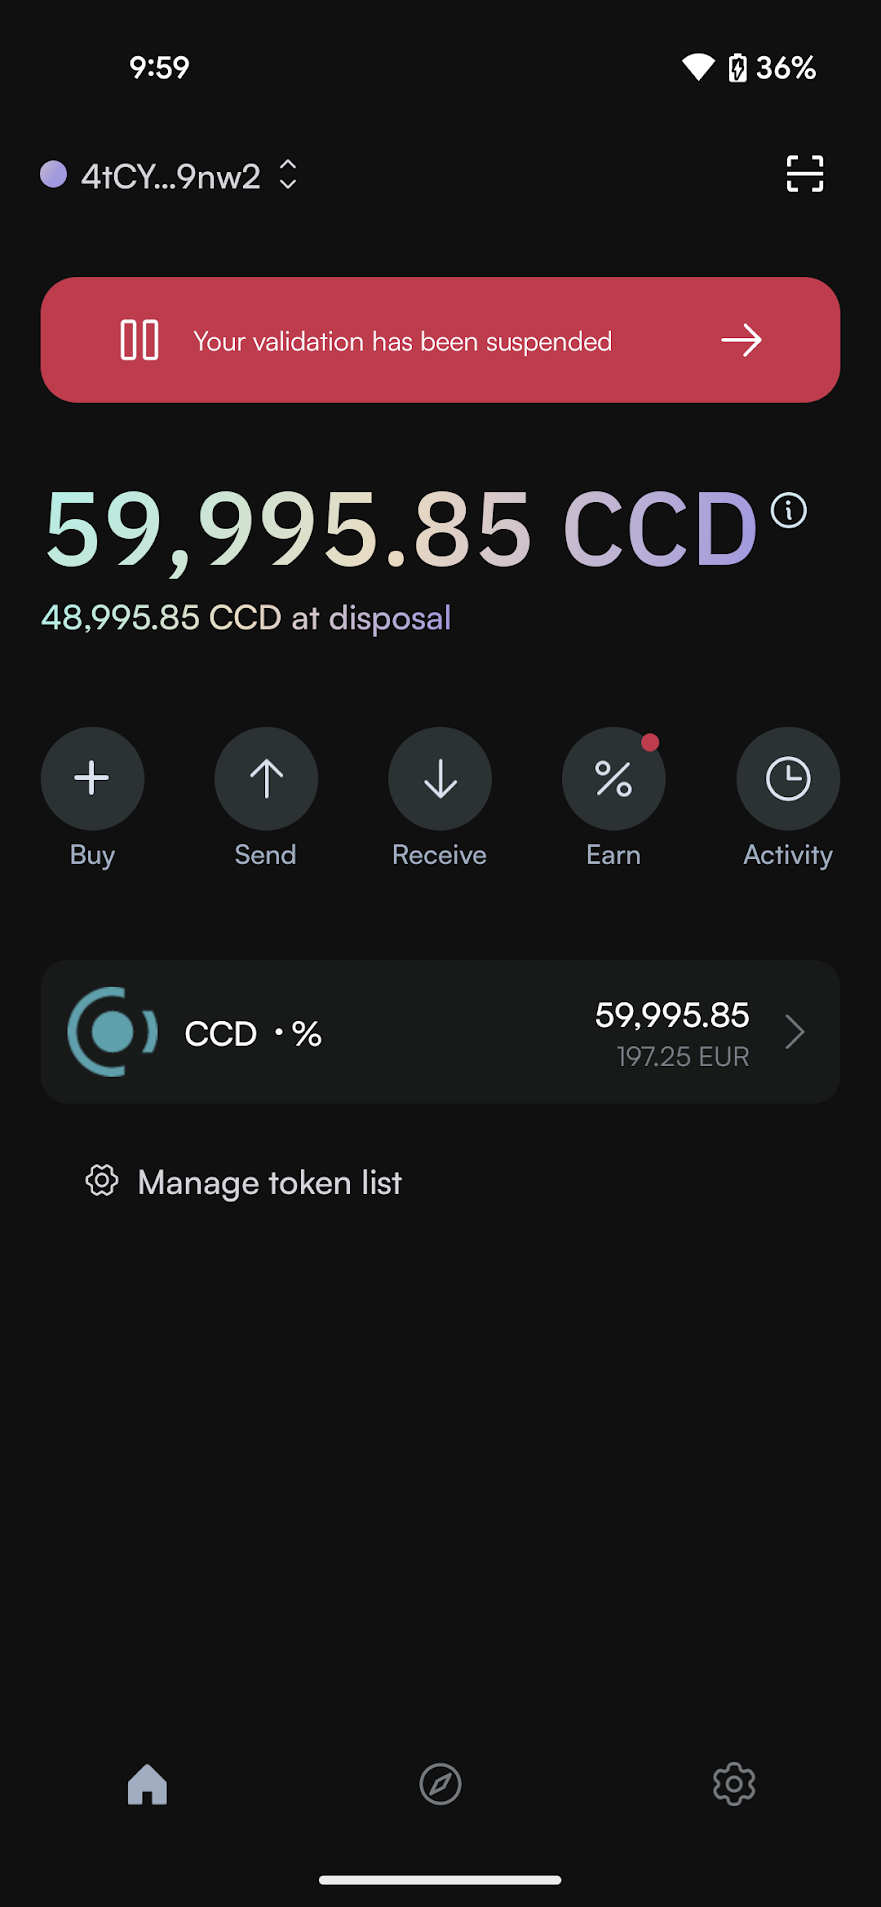 9:59 36%
4tCY...9nw2
Your validation has been suspended
59,995.85 CCD
48,995.85 CCD at disposal
Buy Send Receive Earn Activity
CCD · % 59,995.85
197.25 EUR
Manage token list